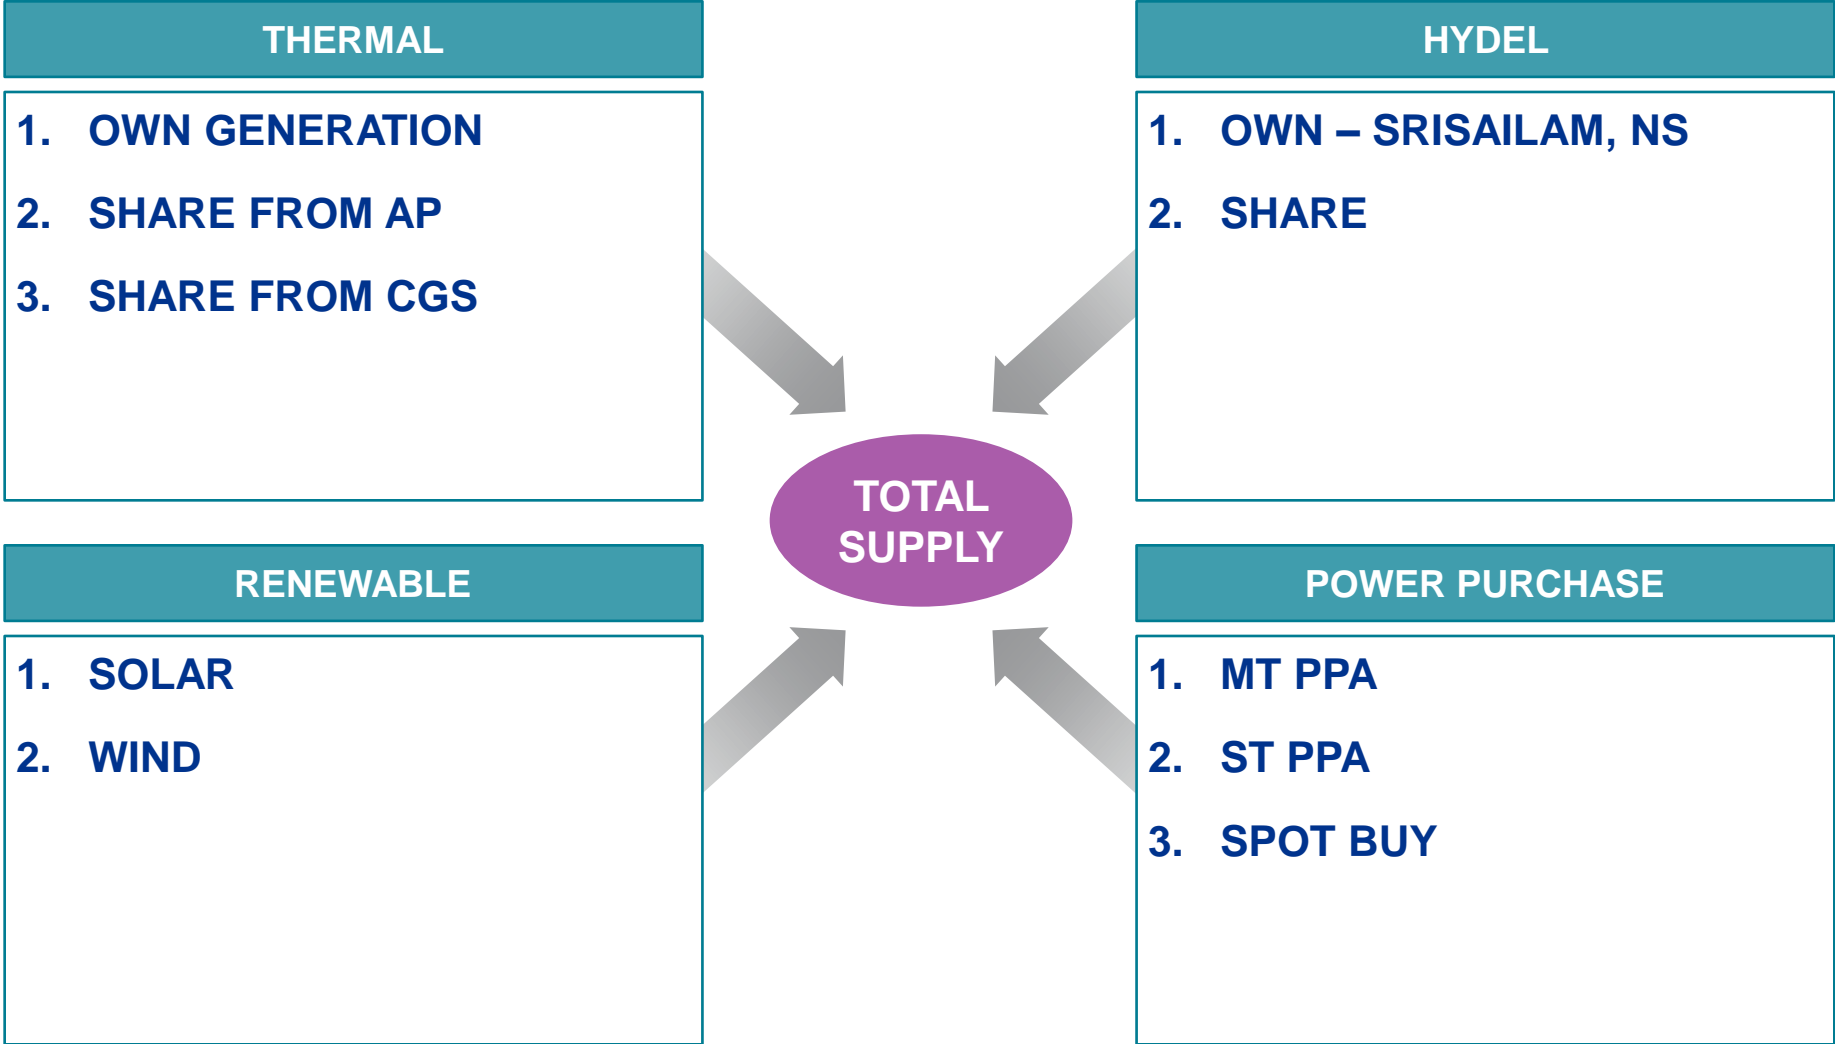 THERMAL
1. OWN GENERATION
2. SHARE FROM AP
3. SHARE FROM CGS
HYDEL
1. OWN – SRISAILAM, NS
2. SHARE
TOTAL
SUPPLY
RENEWABLE
1. SOLAR
2. WIND
POWER PURCHASE
1. MT PPA
2. ST PPA
3. SPOT BUY